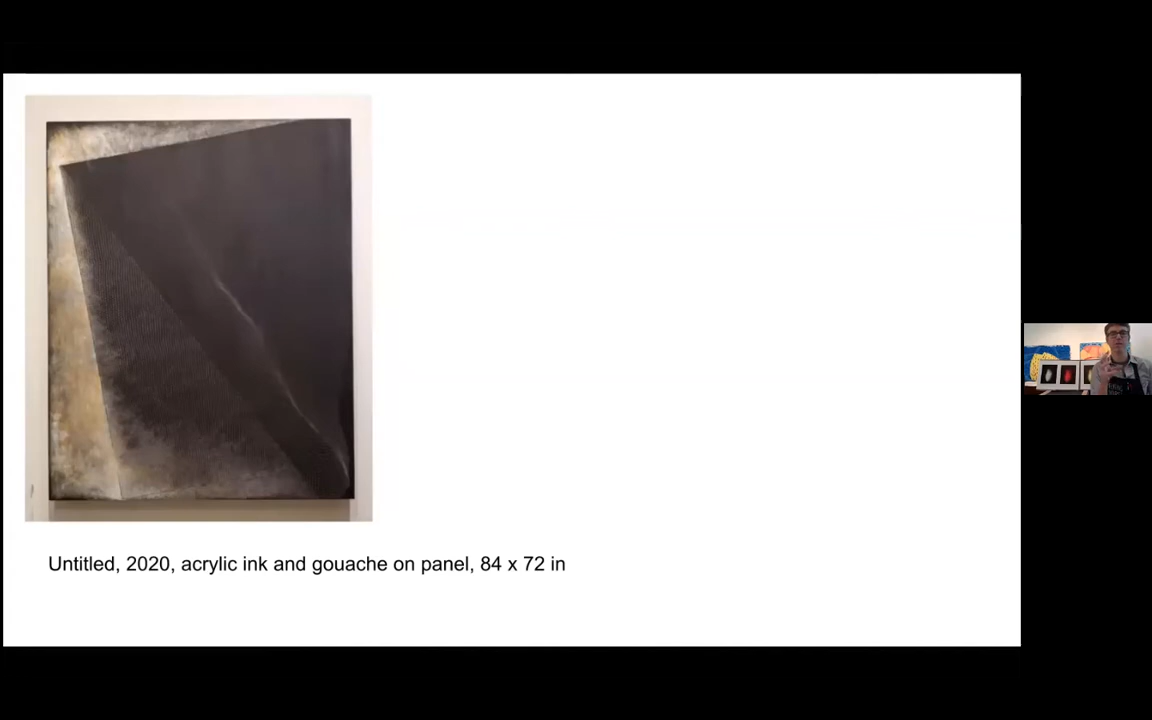 Untitled, 2020, acrylic ink and gouache on panel, 84 x 72 in